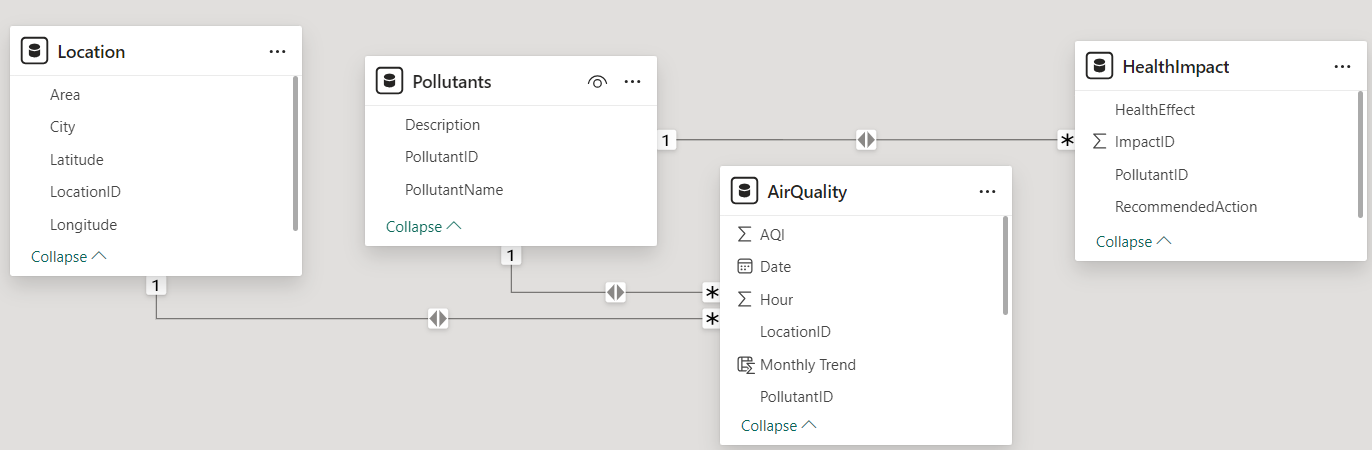 Location
Area
City
Latitude
LocationID
Longitude
Collapse
1
Pollutants
Description
PollutantID
PollutantName
Collapse
1
1
*
HealthImpact
HealthEffect
ImpactID
PollutantID
RecommendedAction
Collapse
*
*
AirQuality
AQI
Date
Hour
LocationID
Monthly Trend
PollutantID
Collapse